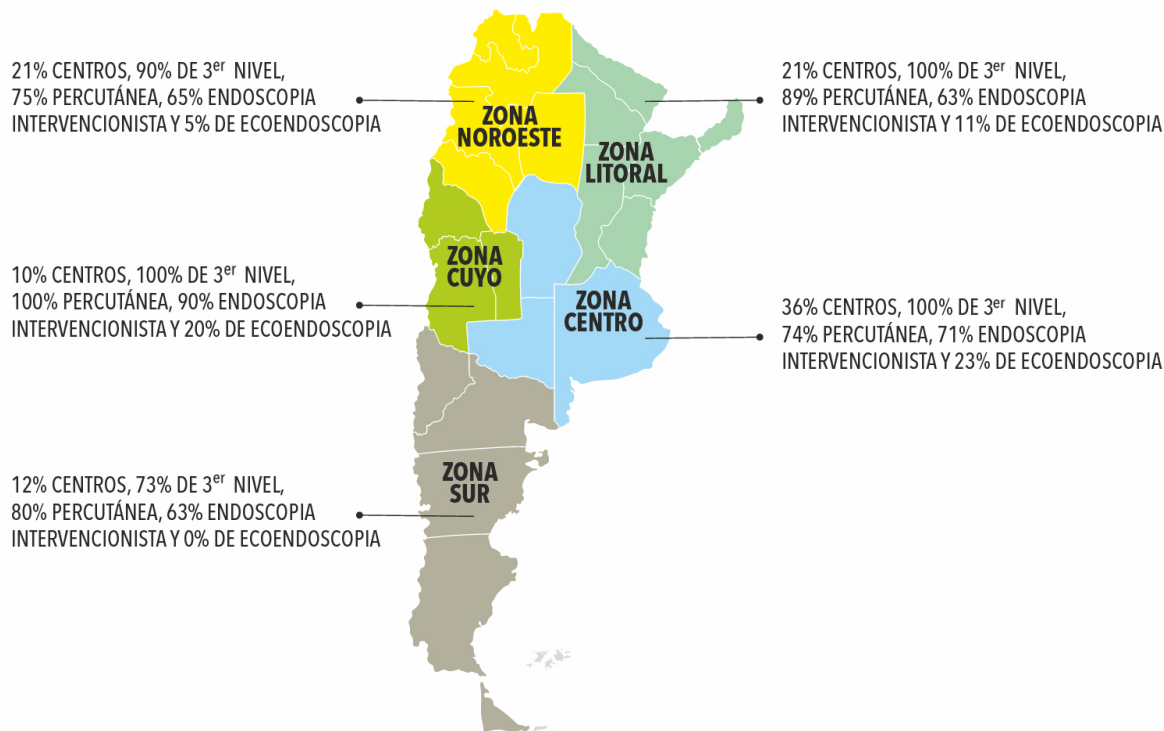 21% CENTROS, 90% DE 3er NIVEL,
75% PERCUTÁNEA, 65% ENDOSCOPIA
INTERVENCIONISTA Y 5% DE ECOENDOSCOPIA
ZONA
NOROESTE
21% CENTROS, 100% DE 3er NIVEL,
89% PERCUTÁNEA, 63% ENDOSCOPIA
INTERVENCIONISTA Y 11% DE ECOENDOSCOPIA
ZONA
LITORAL
10% CENTROS, 100% DE 3er NIVEL,
100% PERCUTÁNEA, 90% ENDOSCOPIA
INTERVENCIONISTA Y 20% DE ECOENDOSCOPIA
ZONA
CUYO
ZONA
CENTRO
36% CENTROS, 100% DE 3er NIVEL,
74% PERCUTÁNEA, 71% ENDOSCOPIA
INTERVENCIONISTA Y 23% DE ECOENDOSCOPIA
12% CENTROS, 73% DE 3er NIVEL,
80% PERCUTÁNEA, 63% ENDOSCOPIA
INTERVENCIONISTA Y 0% DE ECOENDOSCOPIA
ZONA
SUR